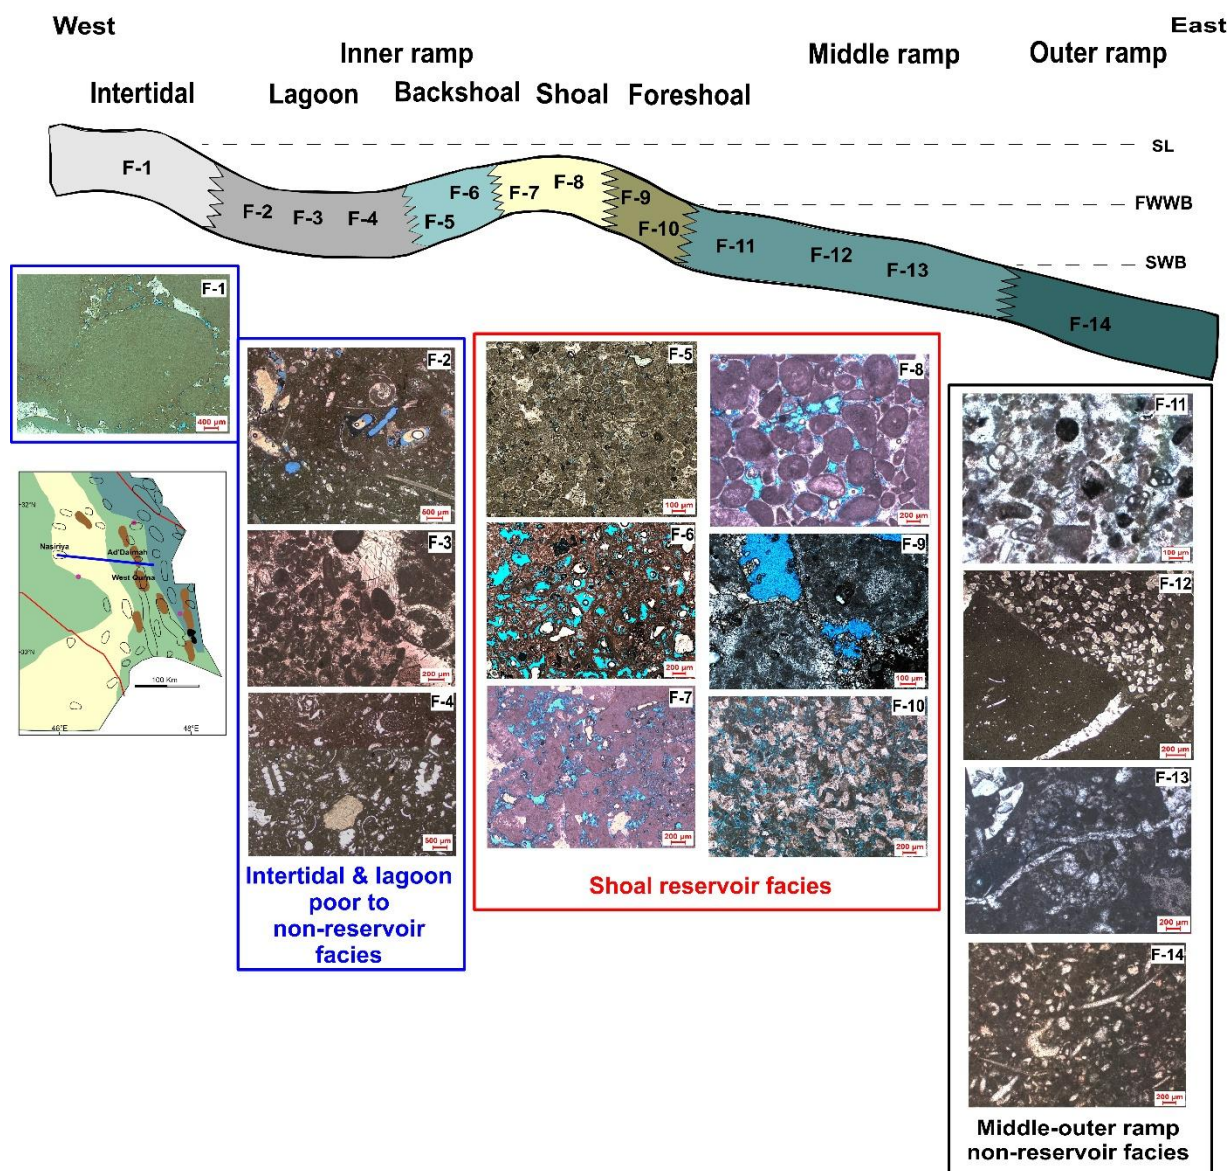 West
East
Inner ramp
Middle ramp
Outer ramp
Intertidal
Lagoon
Backshoal
Shoal
Foreshoal
SL
FWWB
SWB
F-1
F-2
F-3
F-4
F-5
F-6
F-7
F-8
F-9
F-10
F-11
F-12
F-13
F-14
F-1
400 µm
F-2
500 µm
F-3
200 µm
F-4
500 µm
Intertidal & lagoon
poor to
non-reservoir
facies
F-5
100 µm
F-6
200 µm
F-7
200 µm
F-8
200 µm
F-9
100 µm
F-10
200 µm
Shoal reservoir facies
F-11
100 µm
F-12
200 µm
F-13
200 µm
F-14
200 µm
Middle-outer ramp
non-reservoir facies
32°N
Nasiriya
West Qurna
100 Km
46°E
48°E